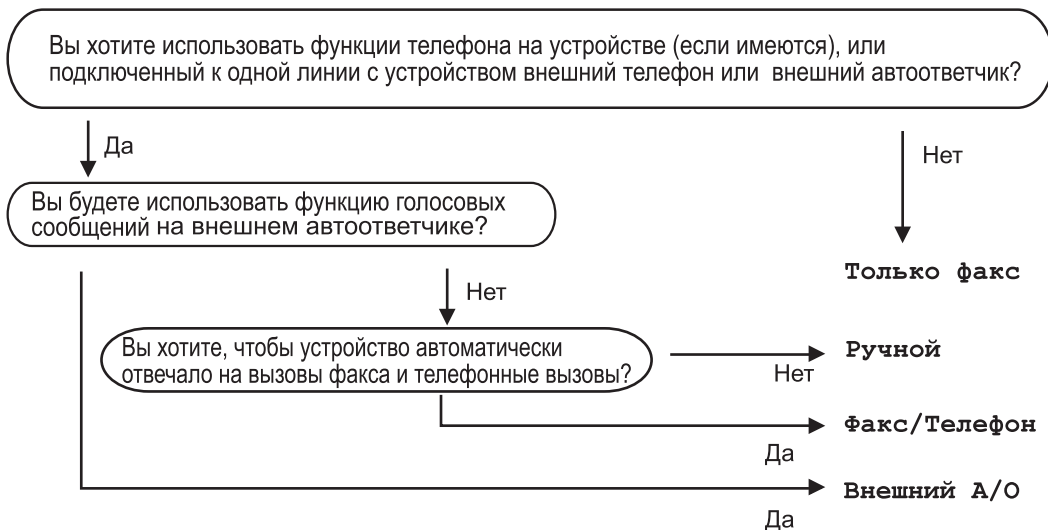 Вы хотите использовать функции телефона на устройстве (если имеются), или
подключенный к одной линии с устройством внешний телефон или внешний автоответчик?
Да
Нет
Вы будете использовать функцию голосовых
сообщений на внешнем автоответчике?
Только факс
Нет
Вы хотите, чтобы устройство автоматически
отвечало на вызовы факса и телефонные вызовы?
Нет
Ручной
Да
Факс/Телефон
Да
Внешний А/О